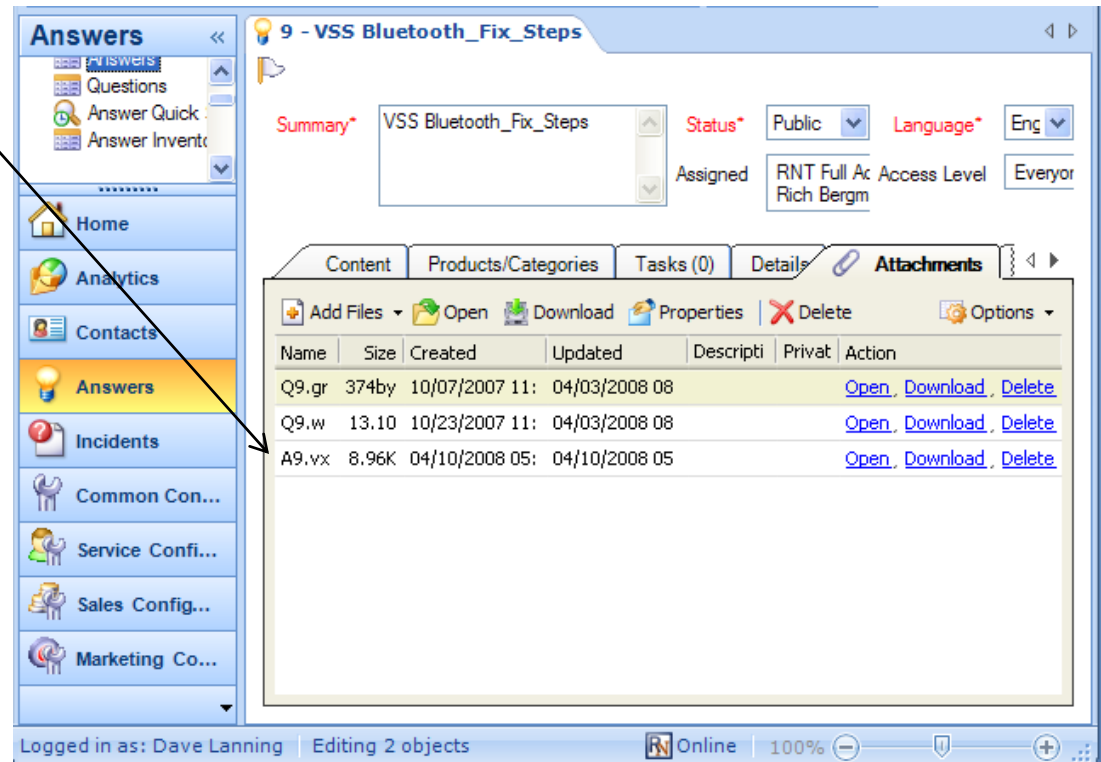 Answers «
Answers
Questions
Answer Quick
Answer Invento
Home
Analytics
Contacts
Answers
Incidents
Common Con...
Service Confi...
Sales Config...
Marketing Co...
9 - VSS Bluetooth_Fix_Steps
Summary* VSS Bluetooth_Fix_Steps Status* Public Language* Eng
Assigned RNT Full Ac Access Level Everyor
Rich Bergm
Content Products/Categories Tasks (0) Details Attachments
Add Files Open Download Properties Delete Options
Name Size Created Updated Descripti Privat Action
Q9.gr 374by 10/07/2007 11: 04/03/2008 08 Open, Download, Delete
Q9.w 13.10 10/23/2007 11: 04/03/2008 08 Open, Download, Delete
A9.vx 8.96K 04/10/2008 05: 04/10/2008 05 Open, Download, Delete
Logged in as: Dave Lanning Editing 2 objects Online 100%